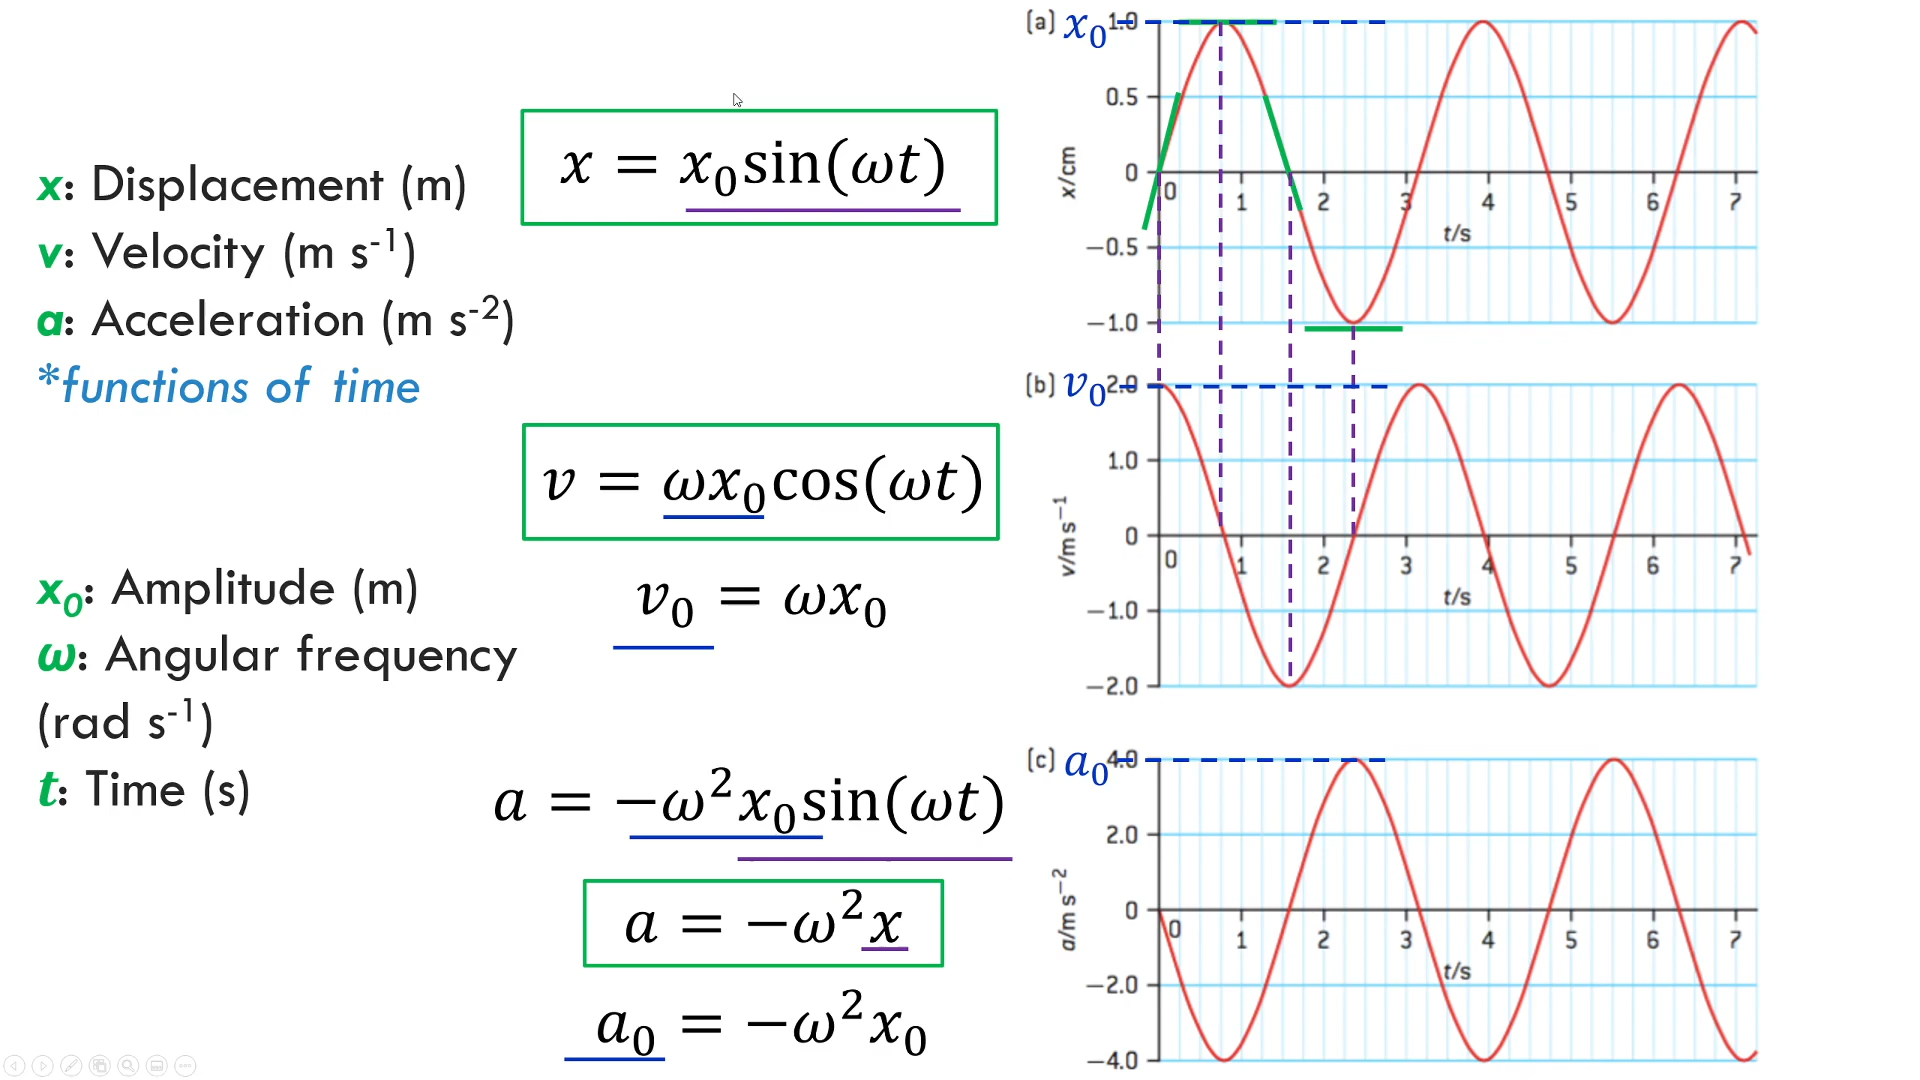 x: Displacement (m)
v: Velocity (m s⁻¹)
a: Acceleration (m s⁻²)
*functions of time
x₀: Amplitude (m)
ω: Angular frequency
(rad s⁻¹)
t: Time (s)
x = x₀sin(ωt)
v = ωx₀cos(ωt)
v₀ = ωx₀
a = −ω²x₀sin(ωt)
a = −ω²x
a₀ = −ω²x₀
(a) x₀ 1.0
0.5
0
−0.5
−1.0
x/cm
0 1 2 3 4 5 6 7
t/s
(b) v₀ 2.0
1.0
0
−1.0
−2.0
v/m s⁻¹
0 1 2 3 4 5 6 7
t/s
(c) a₀ 4.0
2.0
0
−2.0
−4.0
a/m s⁻²
0 1 2 3 4 5 6 7
t/s